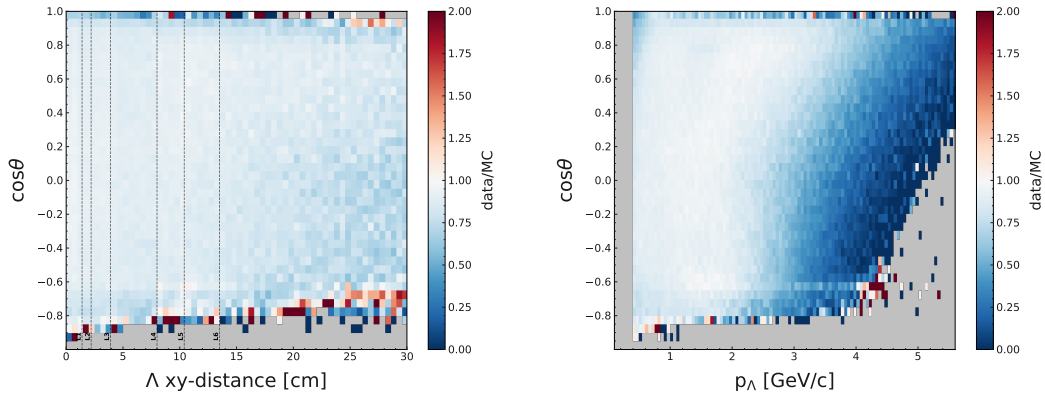 1.0
0.8
0.6
0.4
0.2
0.0
−0.2
−0.4
−0.6
−0.8
cosθ
L1
L2
L3
L4
L5
L6
0 5 10 15 20 25 30
Λ xy-distance [cm]
2.00
1.75
1.50
1.25
1.00
0.75
0.50
0.25
0.00
data/MC
1.0
0.8
0.6
0.4
0.2
0.0
−0.2
−0.4
−0.6
−0.8
cosθ
1 2 3 4 5
pΛ [GeV/c]
2.00
1.75
1.50
1.25
1.00
0.75
0.50
0.25
0.00
data/MC